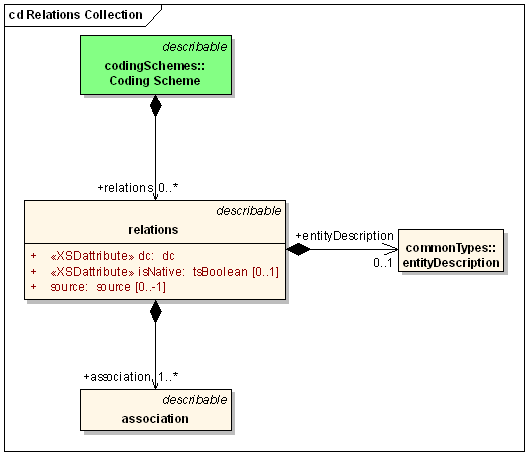 cd Relations Collection
describable
codingSchemes::
Coding Scheme
+relations 0..*
describable
relations
+ «XSDattribute» dc: dc
+ «XSDattribute» isNative: tsBoolean [0..1]
+ source: source [0..-1]
+entityDescription
0..1
commonTypes::
entityDescription
+association 1..*
describable
association